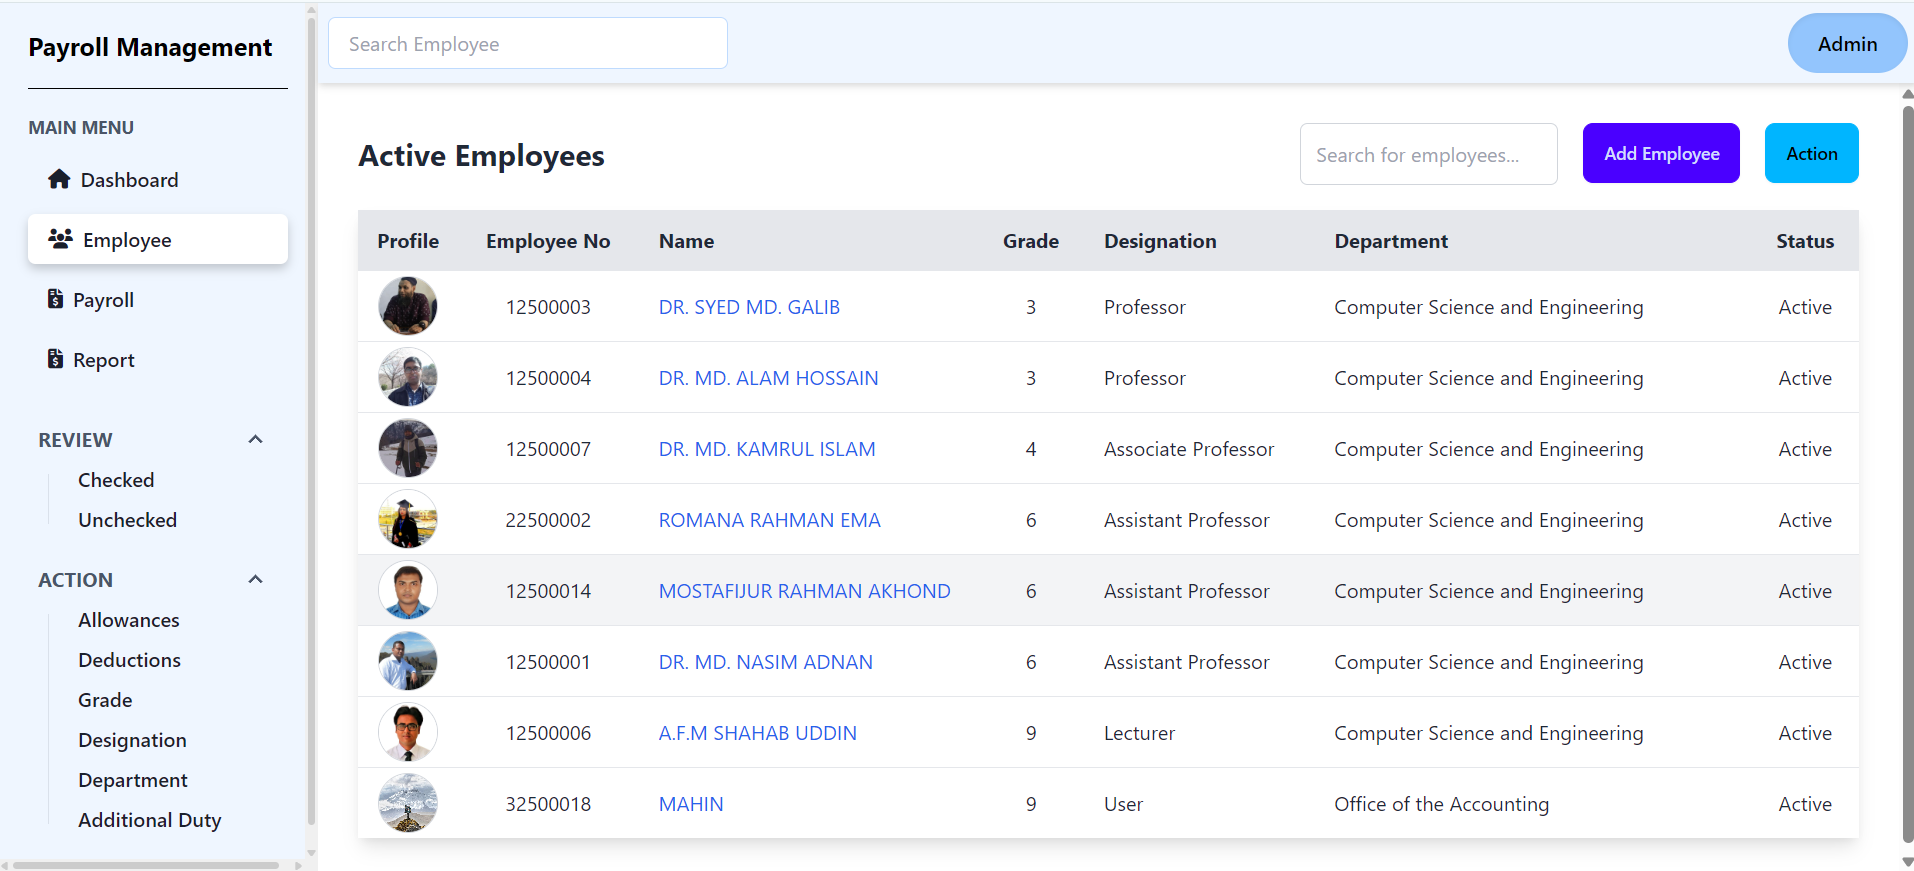 Payroll Management
MAIN MENU
Dashboard
Employee
Payroll
Report
REVIEW
Checked
Unchecked
ACTION
Allowances
Deductions
Grade
Designation
Department
Additional Duty
Search Employee
Admin
Active Employees
Search for employees...
Add Employee
Action
Profile Employee No Name Grade Designation Department Status
12500003 DR. SYED MD. GALIB 3 Professor Computer Science and Engineering Active
12500004 DR. MD. ALAM HOSSAIN 3 Professor Computer Science and Engineering Active
12500007 DR. MD. KAMRUL ISLAM 4 Associate Professor Computer Science and Engineering Active
22500002 ROMANA RAHMAN EMA 6 Assistant Professor Computer Science and Engineering Active
12500014 MOSTAFIJUR RAHMAN AKHOND 6 Assistant Professor Computer Science and Engineering Active
12500001 DR. MD. NASIM ADNAN 6 Assistant Professor Computer Science and Engineering Active
12500006 A.F.M SHAHAB UDDIN 9 Lecturer Computer Science and Engineering Active
32500018 MAHIN 9 User Office of the Accounting Active